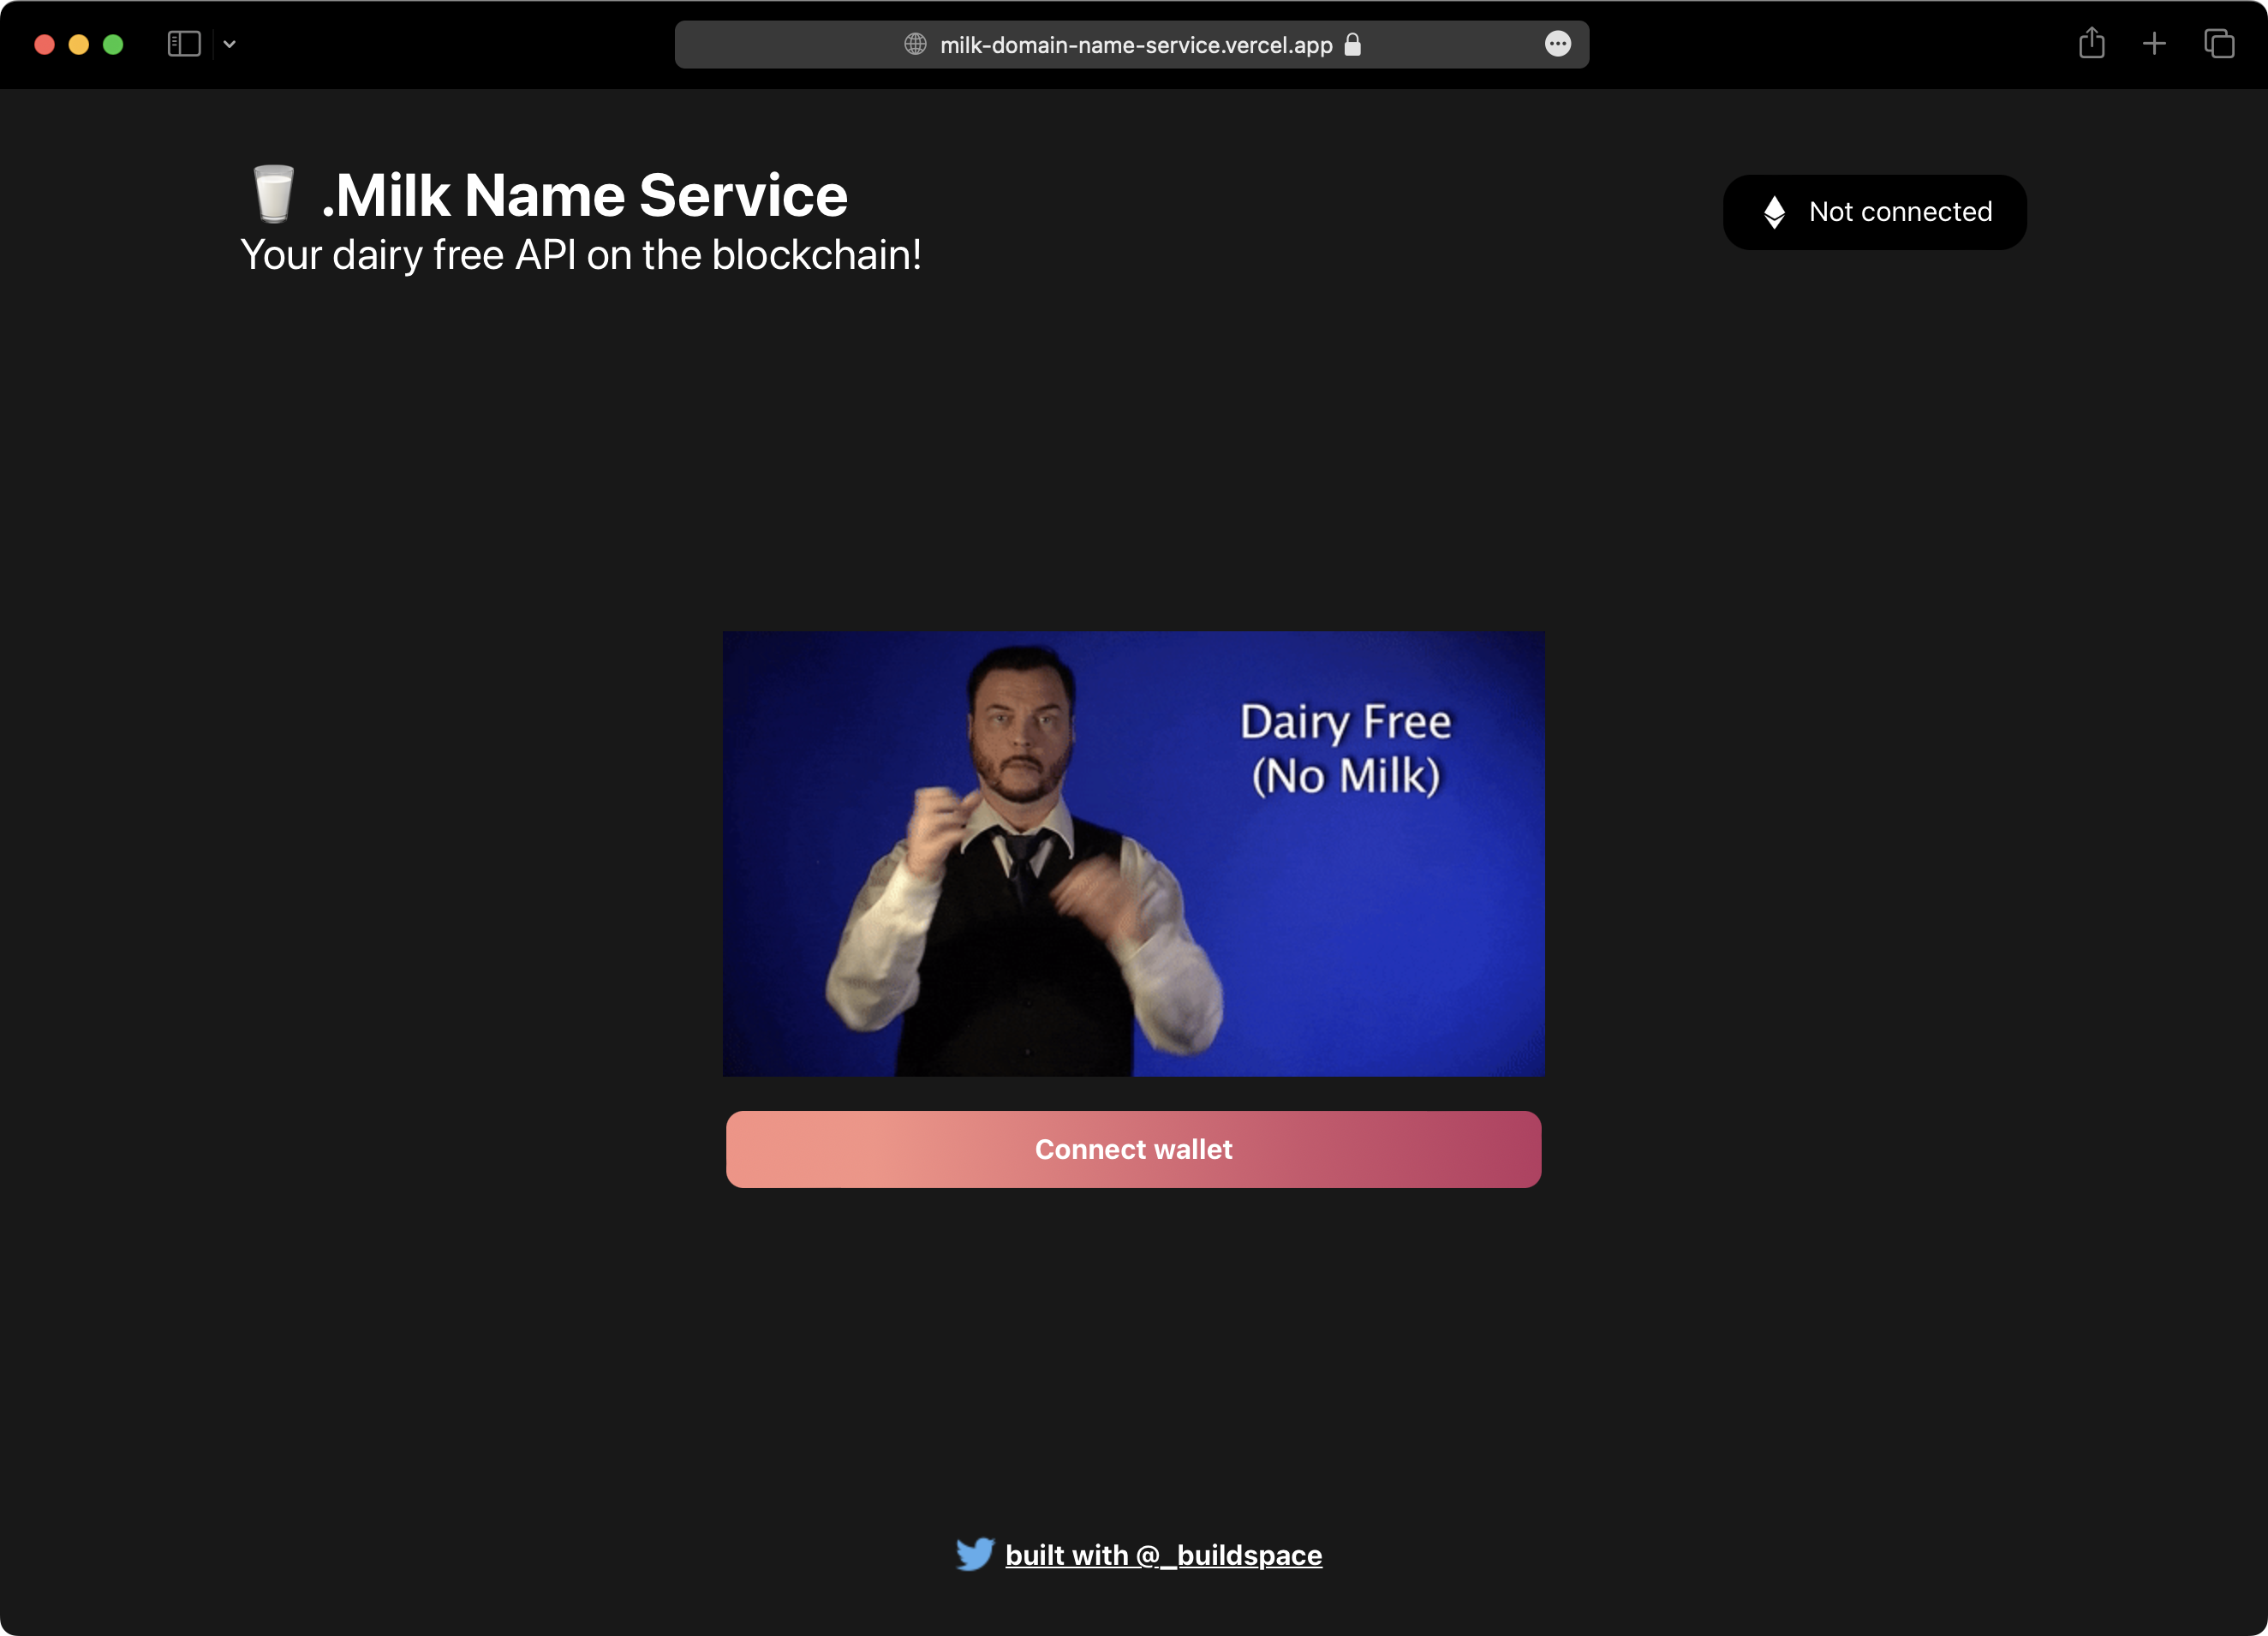 milk-domain-name-service.vercel.app
.Milk Name Service
Your dairy free API on the blockchain!
Not connected
Dairy Free
(No Milk)
Connect wallet
built with @_buildspace